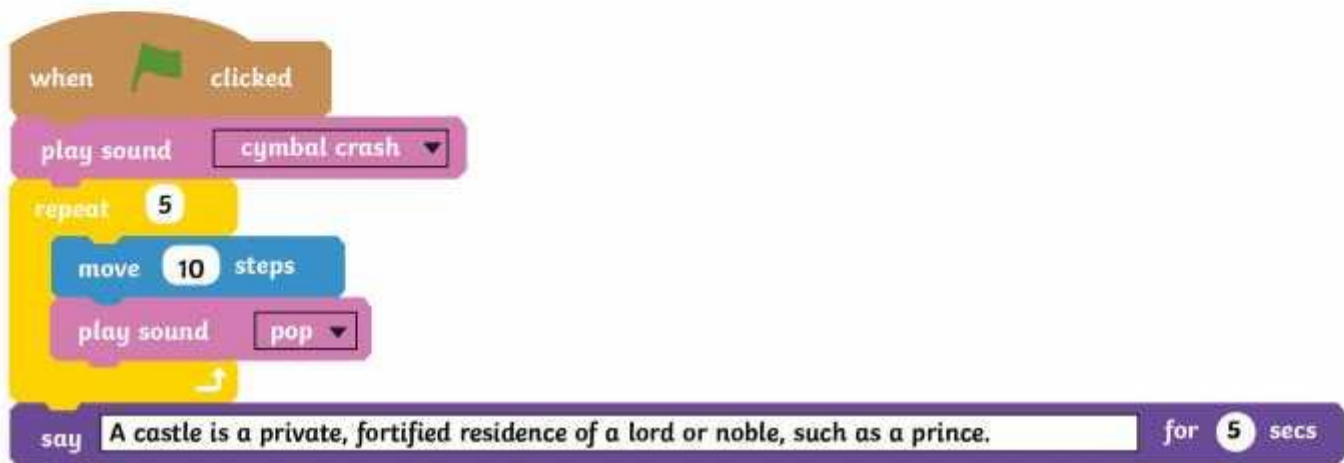 when clicked
play sound cymbal crash
repeat 5
move 10 steps
play sound pop
say A castle is a private, fortified residence of a lord or noble, such as a prince. for 5 secs